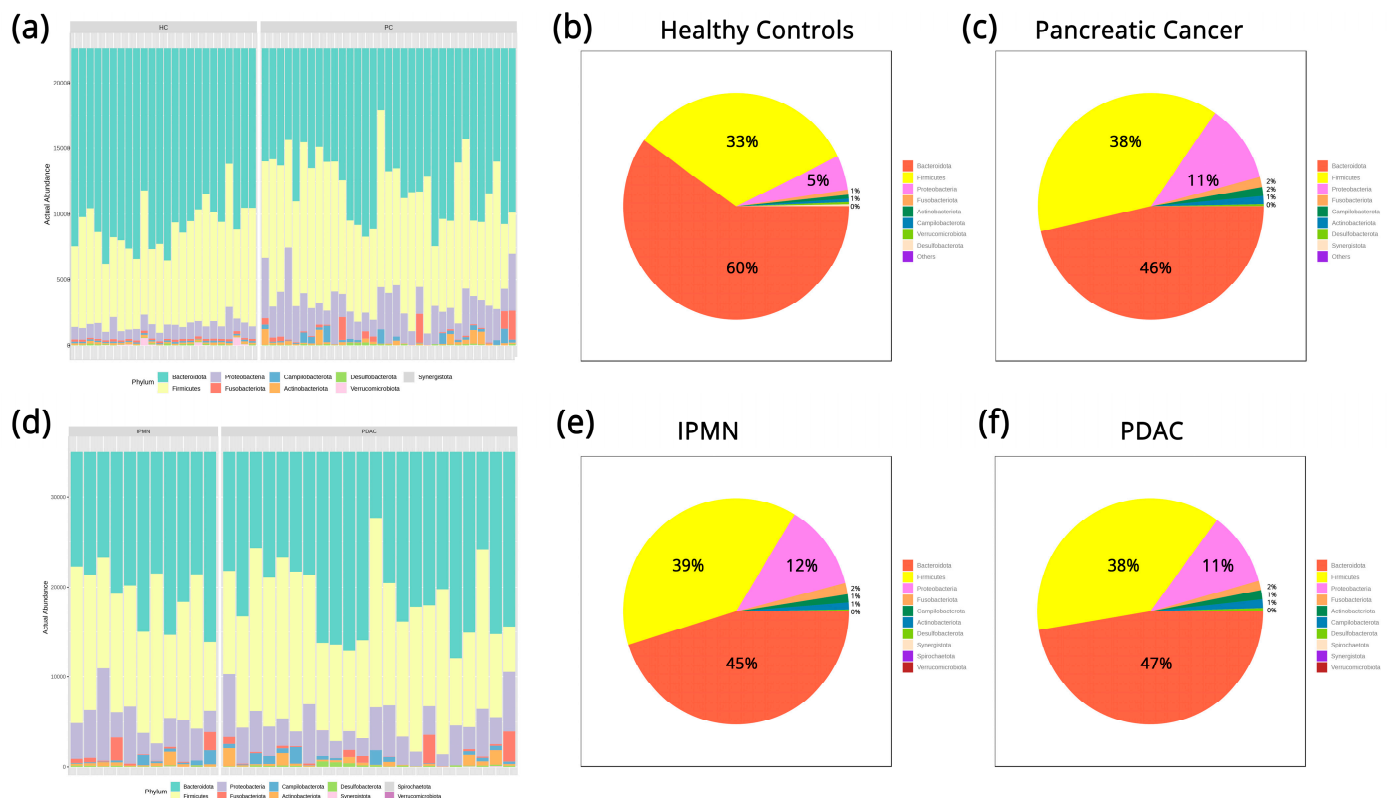 (a)
HC PC
Actual Abundance
20000
15000
10000
5000
0
Phylum
Bacteroidota Proteobacteria Campilobacterota Desulfobacterota Synergistota
Firmicutes Fusobacteriota Actinobacteriota Verrucomicrobiota
(b) Healthy Controls
33%
5%
1%
1%
0%
60%
Bacteroidota
Firmicutes
Proteobacteria
Fusobacteriota
Actinobacteriota
Campilobacterota
Verrucomicrobiota
Desulfobacterota
Others
(c) Pancreatic Cancer
38%
11%
2%
2%
1%
0%
46%
Bacteroidota
Firmicutes
Proteobacteria
Fusobacteriota
Campilobacterota
Actinobacteriota
Desulfobacterota
Synergistota
Others
(d)
IPMN PDAC
Actual Abundance
30000
20000
10000
0
Phylum
Bacteroidota Proteobacteria Campilobacterota Desulfobacterota Spirochaetota
Firmicutes Fusobacteriota Actinobacteriota Synergistota Verrucomicrobiota
(e) IPMN
39%
12%
2%
1%
1%
0%
45%
Bacteroidota
Firmicutes
Proteobacteria
Fusobacteriota
Campilobacterota
Actinobacteriota
Desulfobacterota
Synergistota
Spirochaetota
Verrucomicrobiota
(f) PDAC
38%
11%
2%
1%
1%
0%
47%
Bacteroidota
Firmicutes
Proteobacteria
Fusobacteriota
Actinobacteriota
Campilobacterota
Desulfobacterota
Spirochaetota
Synergistota
Verrucomicrobiota